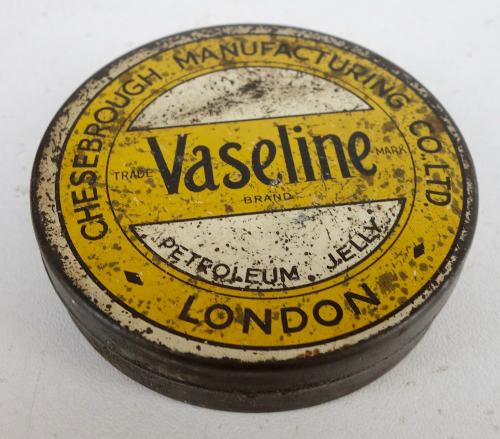 CHESEBROUGH MANUFACTURING CO. LTD
TRADE Vaseline MARK
BRAND
PETROLEUM JELLY
LONDON